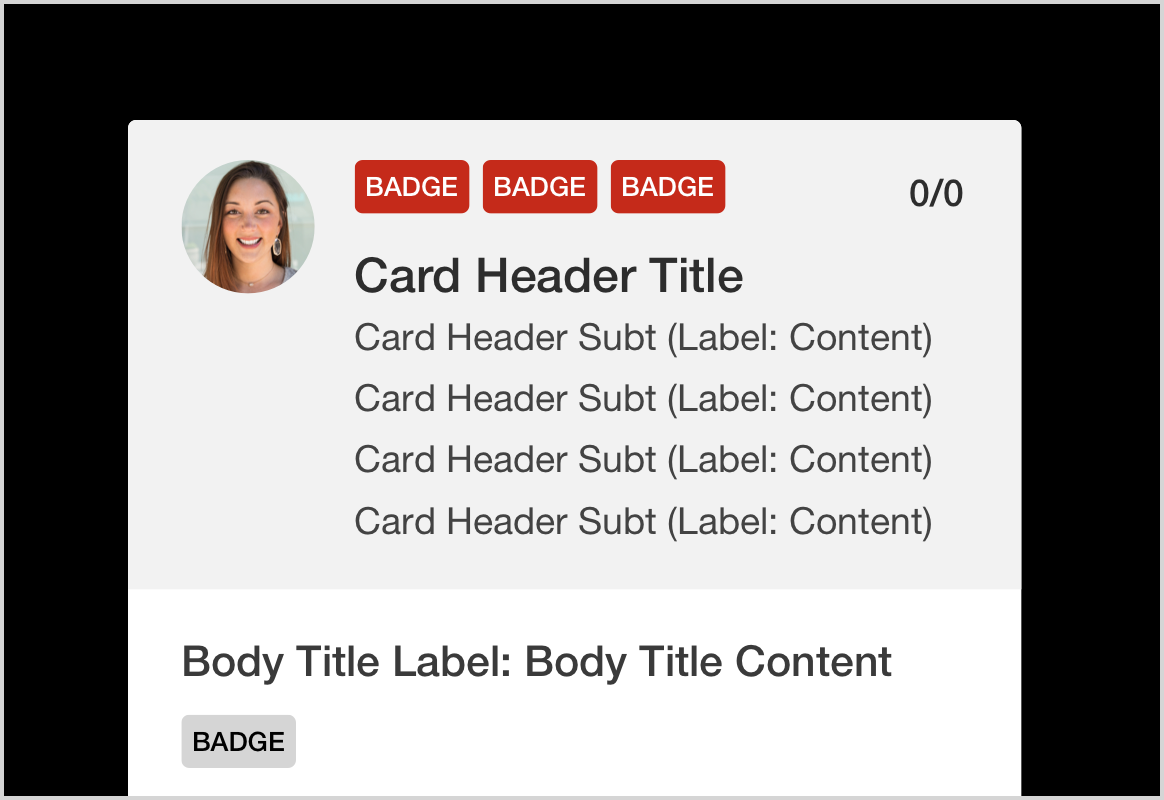 BADGE BADGE BADGE 0/0
Card Header Title
Card Header Subt (Label: Content)
Card Header Subt (Label: Content)
Card Header Subt (Label: Content)
Card Header Subt (Label: Content)
Body Title Label: Body Title Content
BADGE